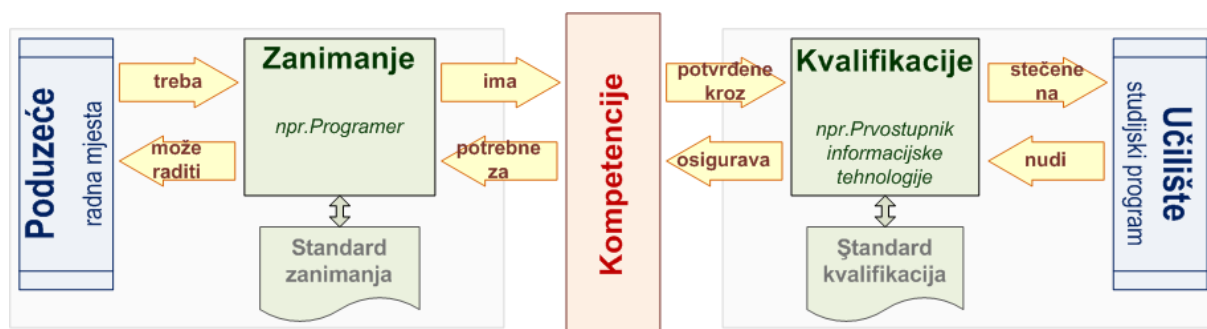 Poduzeće
radna mjesta
treba
može
raditi
Zanimanje
npr.Programer
Standard
zanimanja
ima
potrebne
za
Kompetencije
potvrđene
kroz
osigurava
Kvalifikacije
npr.Prvostupnik
informacijske
tehnologije
Ştandard
kvalifikacija
stečene
na
nudi
Učilište
studijski program